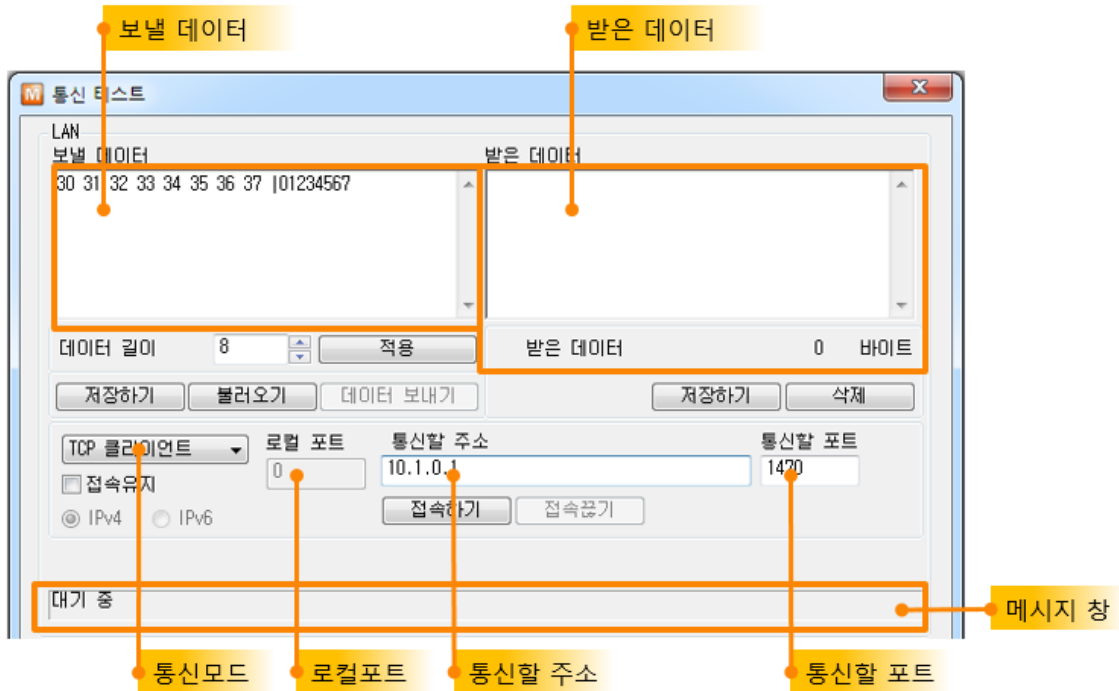 보낼 데이터
받은 데이터
통신 테스트
LAN
보낼 데이터
받은 데이터
30 31 32 33 34 35 36 37 |01234567
데이터 길이 8 적용
받은 데이터 0 바이트
저장하기 불러오기 데이터 보내기
저장하기 삭제
TCP 클라이언트
로컬 포트
통신할 주소
통신할 포트
0
10.1.0.1
1470
접속유지
접속하기 접속끊기
IPv4 IPv6
대기 중
메시지 창
통신모드
로컬포트
통신할 주소
통신할 포트